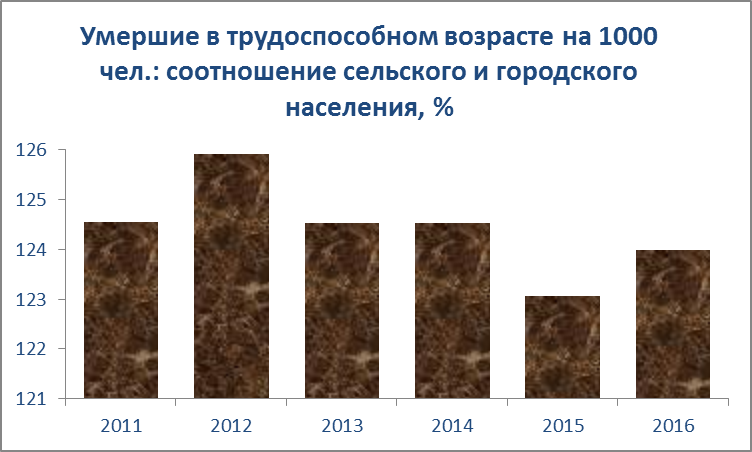 Умершие в трудоспособном возрасте на 1000
чел.: соотношение сельского и городского
населения, %
126
125
124
123
122
121
2011 2012 2013 2014 2015 2016